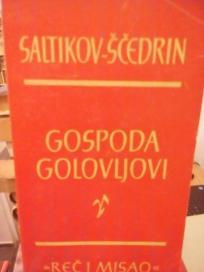 SALTIKOV-ŠČEDRIN
GOSPODA
GOLOVLJOVI
»REČ I MISAO«